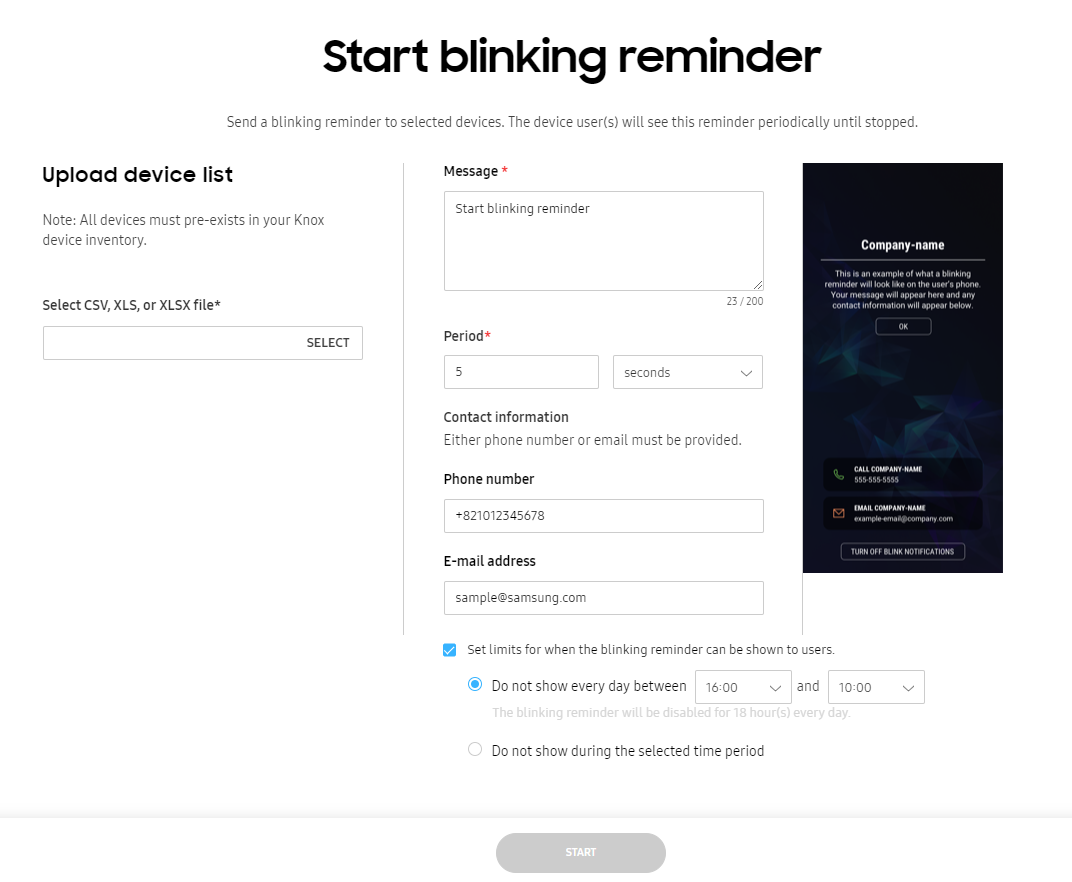 Start blinking reminder
Send a blinking reminder to selected devices. The device user(s) will see this reminder periodically until stopped.
Upload device list
Note: All devices must pre-exists in your Knox
device inventory.
Select CSV, XLS, or XLSX file*
SELECT
Message *
Start blinking reminder
23 / 200
Period*
5
seconds
Contact information
Either phone number or email must be provided.
Phone number
+821012345678
E-mail address
sample@samsung.com
Company-name
This is an example of what a blinking
reminder will look like on the user's phone.
Your message will appear here and any
contact information will appear below.
OK
CALL COMPANY-NAME
555-555-5555
EMAIL COMPANY-NAME
example-email@company.com
TURN OFF BLINK NOTIFICATIONS
Set limits for when the blinking reminder can be shown to users.
Do not show every day between 16:00 and 10:00
The blinking reminder will be disabled for 18 hour(s) every day.
Do not show during the selected time period
START